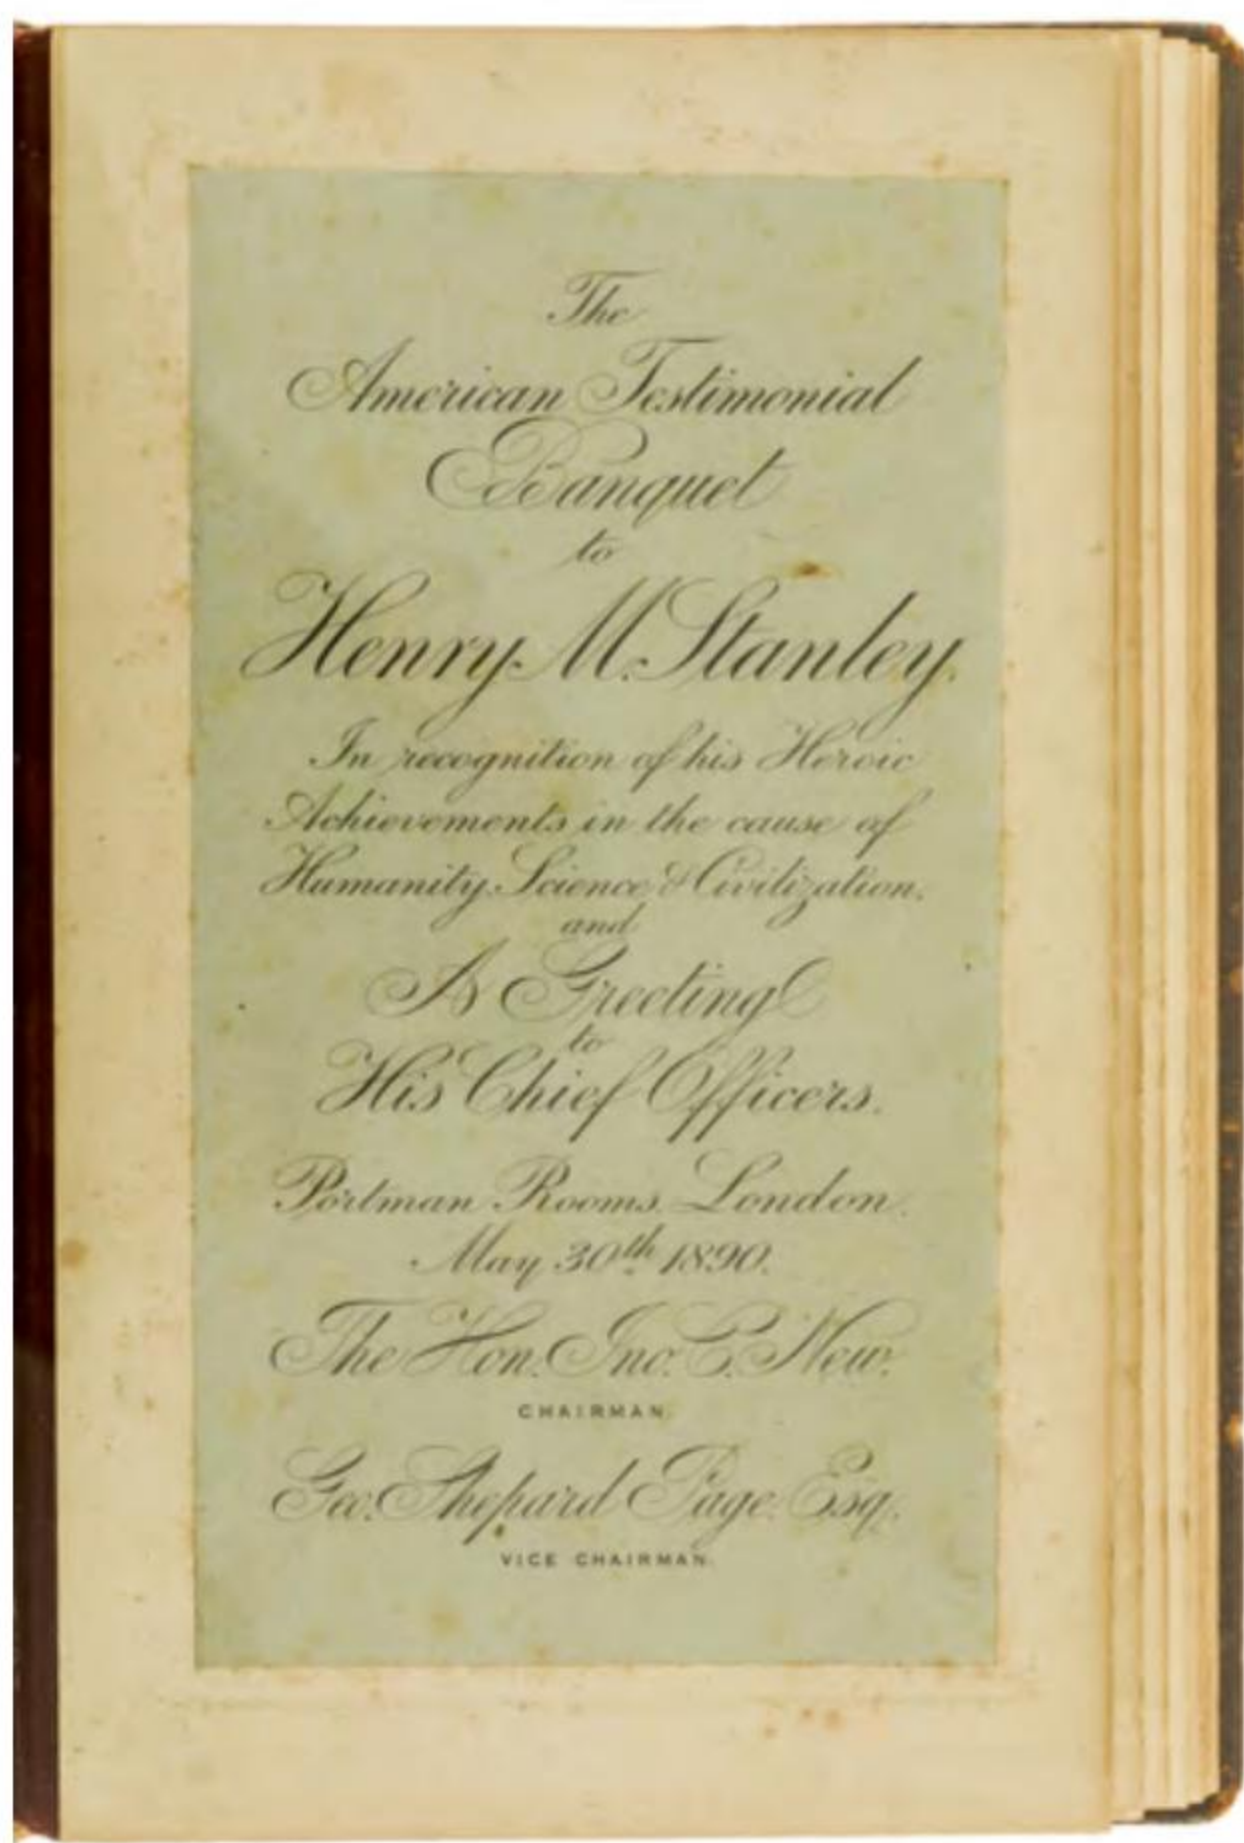 The
American Testimonial
Banquet
to
Henry M. Stanley.
In recognition of his Heroic
Achievements in the cause of
Humanity, Science, & Civilization,
and
A Greeting
to
His Chief Officers.
Portman Rooms. London.
May 30th 1890.
The Hon. Jno. C. New.
CHAIRMAN.
Geo. Shepard Page. Esq.
VICE CHAIRMAN.